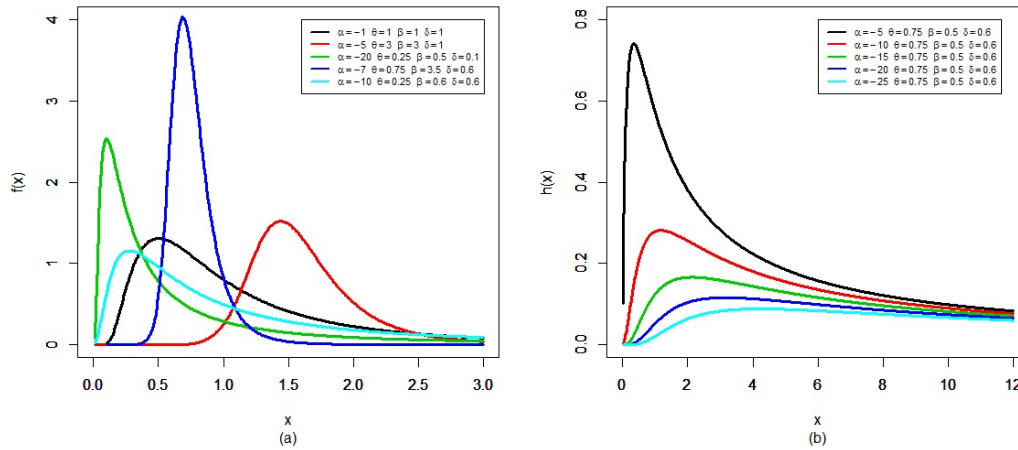 α=−1 θ=1 β=1 δ=1
α=−5 θ=3 β=3 δ=1
α=−20 θ=0.25 β=0.5 δ=0.1
α=−7 θ=0.75 β=3.5 δ=0.6
α=−10 θ=0.25 β=0.6 δ=0.6
f(x)
4
3
2
1
0
0.0 0.5 1.0 1.5 2.0 2.5 3.0
x
(a)
α=−5 θ=0.75 β=0.5 δ=0.6
α=−10 θ=0.75 β=0.5 δ=0.6
α=−15 θ=0.75 β=0.5 δ=0.6
α=−20 θ=0.75 β=0.5 δ=0.6
α=−25 θ=0.75 β=0.5 δ=0.6
h(x)
0.8
0.6
0.4
0.2
0.0
0 2 4 6 8 10 12
x
(b)